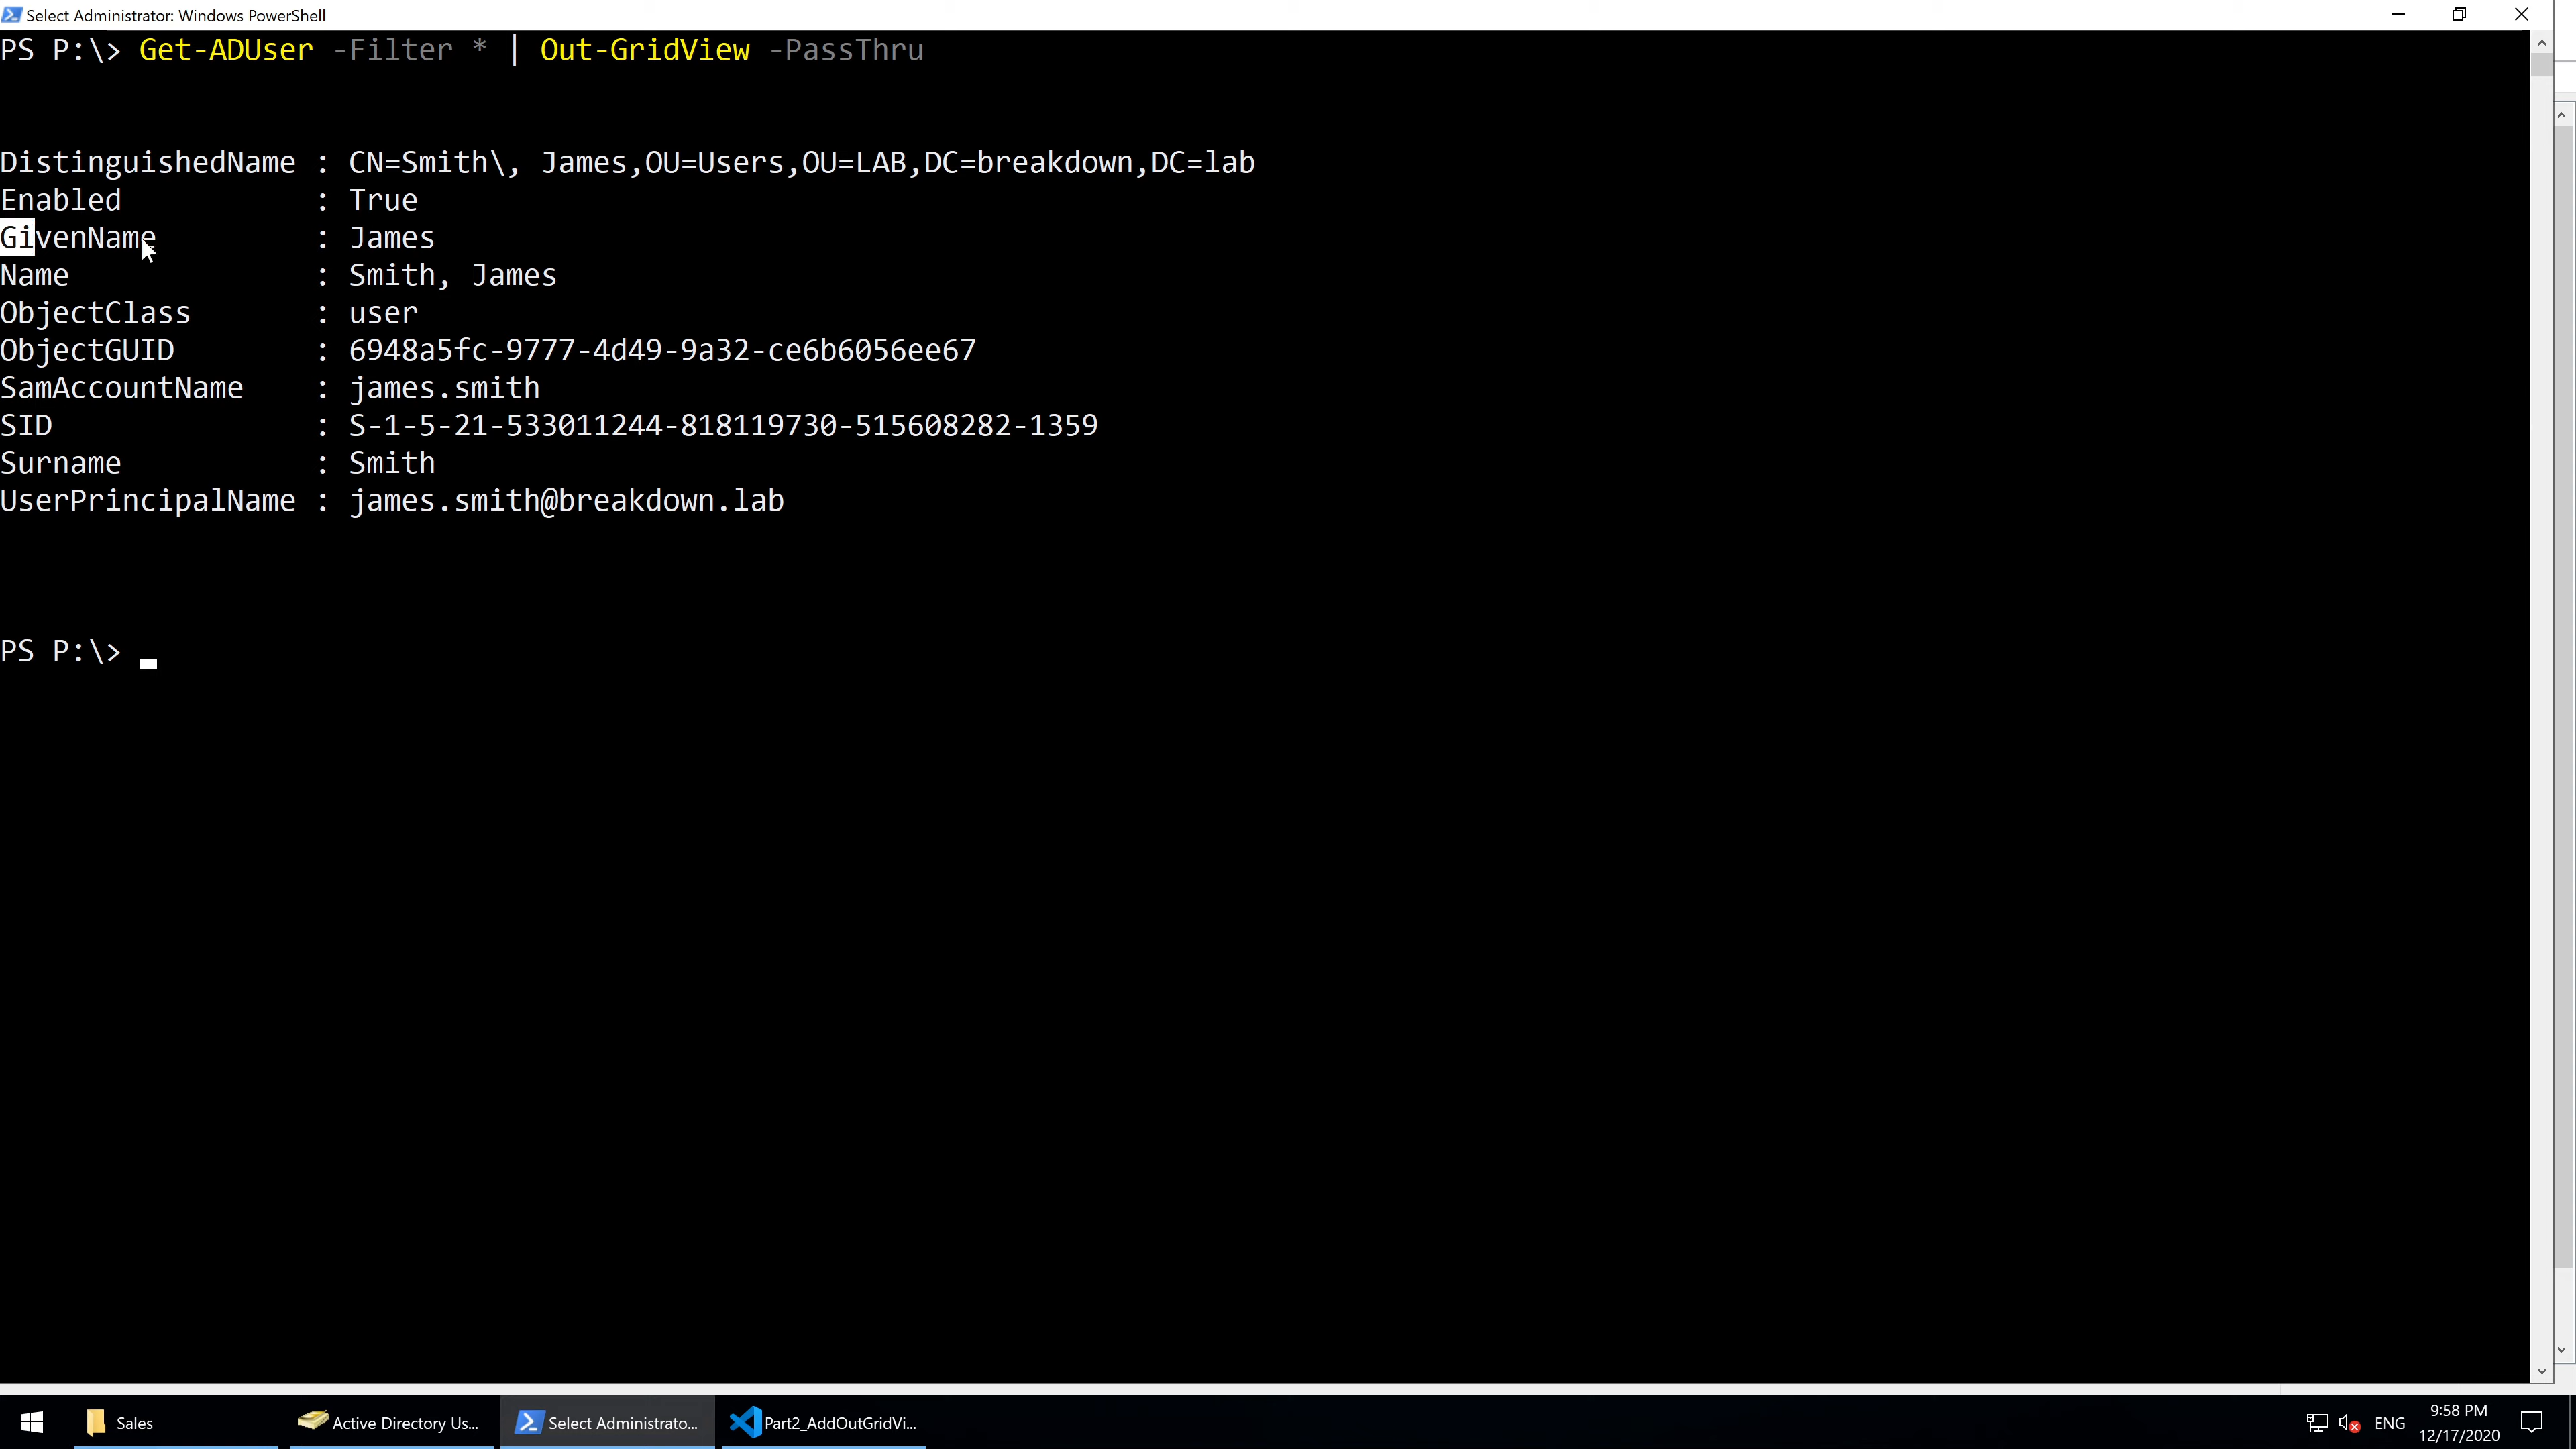 Select Administrator: Windows PowerShell
PS P:\> Get-ADUser -Filter * | Out-GridView -PassThru
DistinguishedName : CN=Smith\, James,OU=Users,OU=LAB,DC=breakdown,DC=lab
Enabled : True
GivenName : James
Name : Smith, James
ObjectClass : user
ObjectGUID : 6948a5fc-9777-4d49-9a32-ce6b6056ee67
SamAccountName : james.smith
SID : S-1-5-21-533011244-818119730-515608282-1359
Surname : Smith
UserPrincipalName : james.smith@breakdown.lab
PS P:\>
Sales Active Directory Us... Select Administrato... Part2_AddOutGridVi... ENG 9:58 PM
12/17/2020